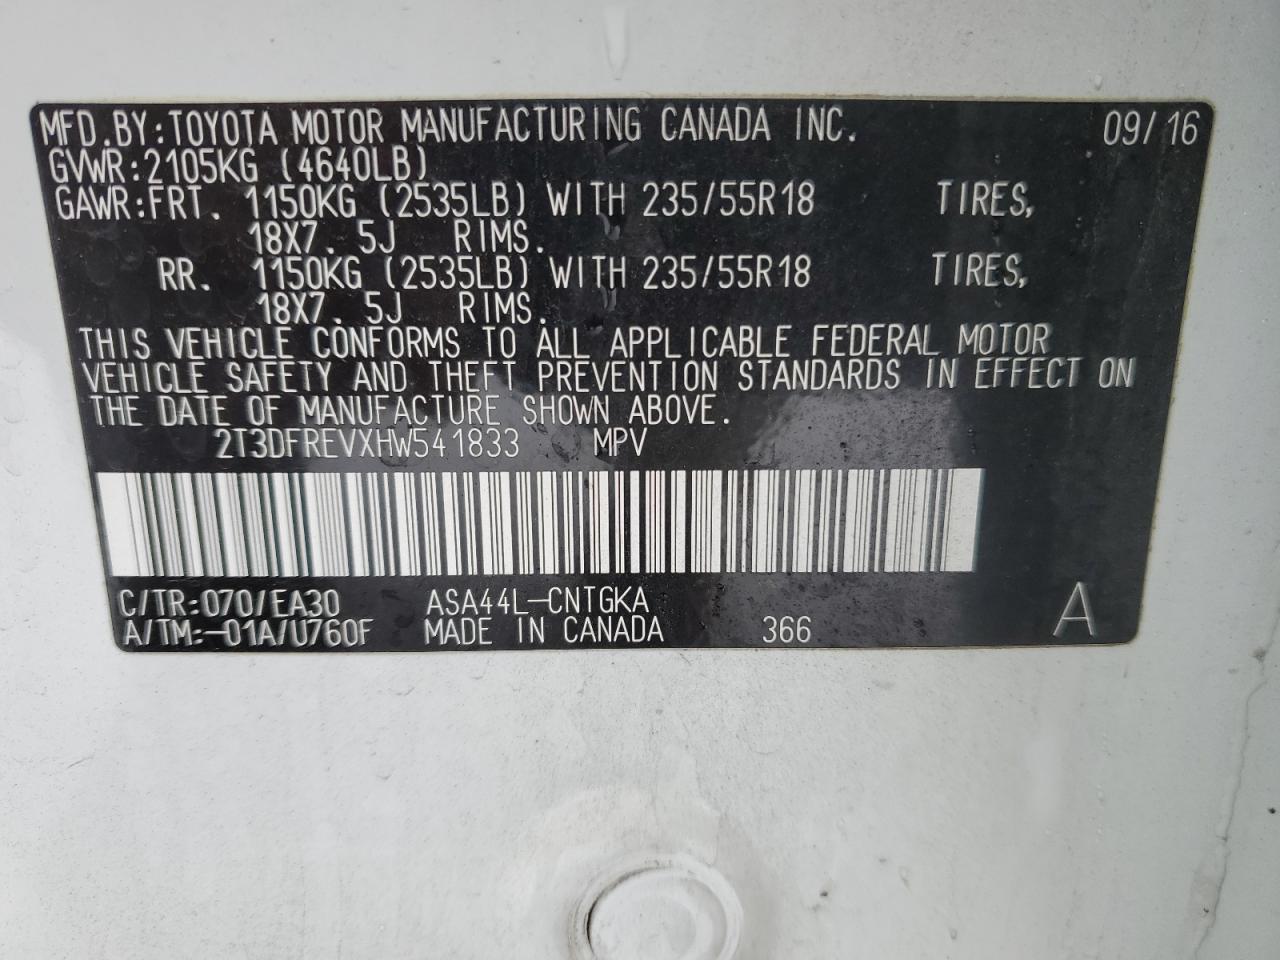 MFD.BY:TOYOTA MOTOR MANUFACTURING CANADA INC. 09/16
GVWR:2105KG (4640LB)
GAWR:FRT. 1150KG (2535LB) WITH 235/55R18 TIRES,
18X7.5J RIMS.
RR. 1150KG (2535LB) WITH 235/55R18 TIRES,
18X7.5J RIMS.
THIS VEHICLE CONFORMS TO ALL APPLICABLE FEDERAL MOTOR
VEHICLE SAFETY AND THEFT PREVENTION STANDARDS IN EFFECT ON
THE DATE OF MANUFACTURE SHOWN ABOVE.
2T3DFREVXHW541833 MPV
C/TR:070/EA30 ASA44L-CNTGKA A
A/TM:-01A/U760F MADE IN CANADA 366